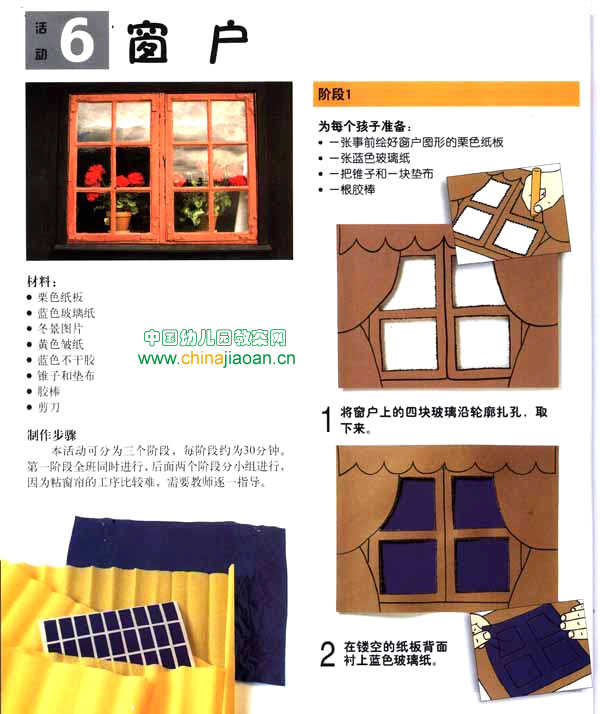 活动
6 窗户
材料：
● 栗色纸板
● 蓝色玻璃纸
● 冬景图片
● 黄色皱纸
● 蓝色不干胶
● 锥子和垫布
● 胶棒
● 剪刀
制作步骤
本活动可分为三个阶段，每阶段约为30分钟。
第一阶段全班同时进行，后面两个阶段分小组进行，
因为粘窗帘的工序比较难，需要教师逐一指导。
中国幼儿园教案网
www.chinajiaoan.cn
阶段1
为每个孩子准备：
• 一张事前绘好窗户图形的栗色纸板
• 一张蓝色玻璃纸
• 一把锥子和一块垫布
• 一根胶棒
1 将窗户上的四块玻璃沿轮廓扎孔，取
下来。
2 在镂空的纸板背面
衬上蓝色玻璃纸。